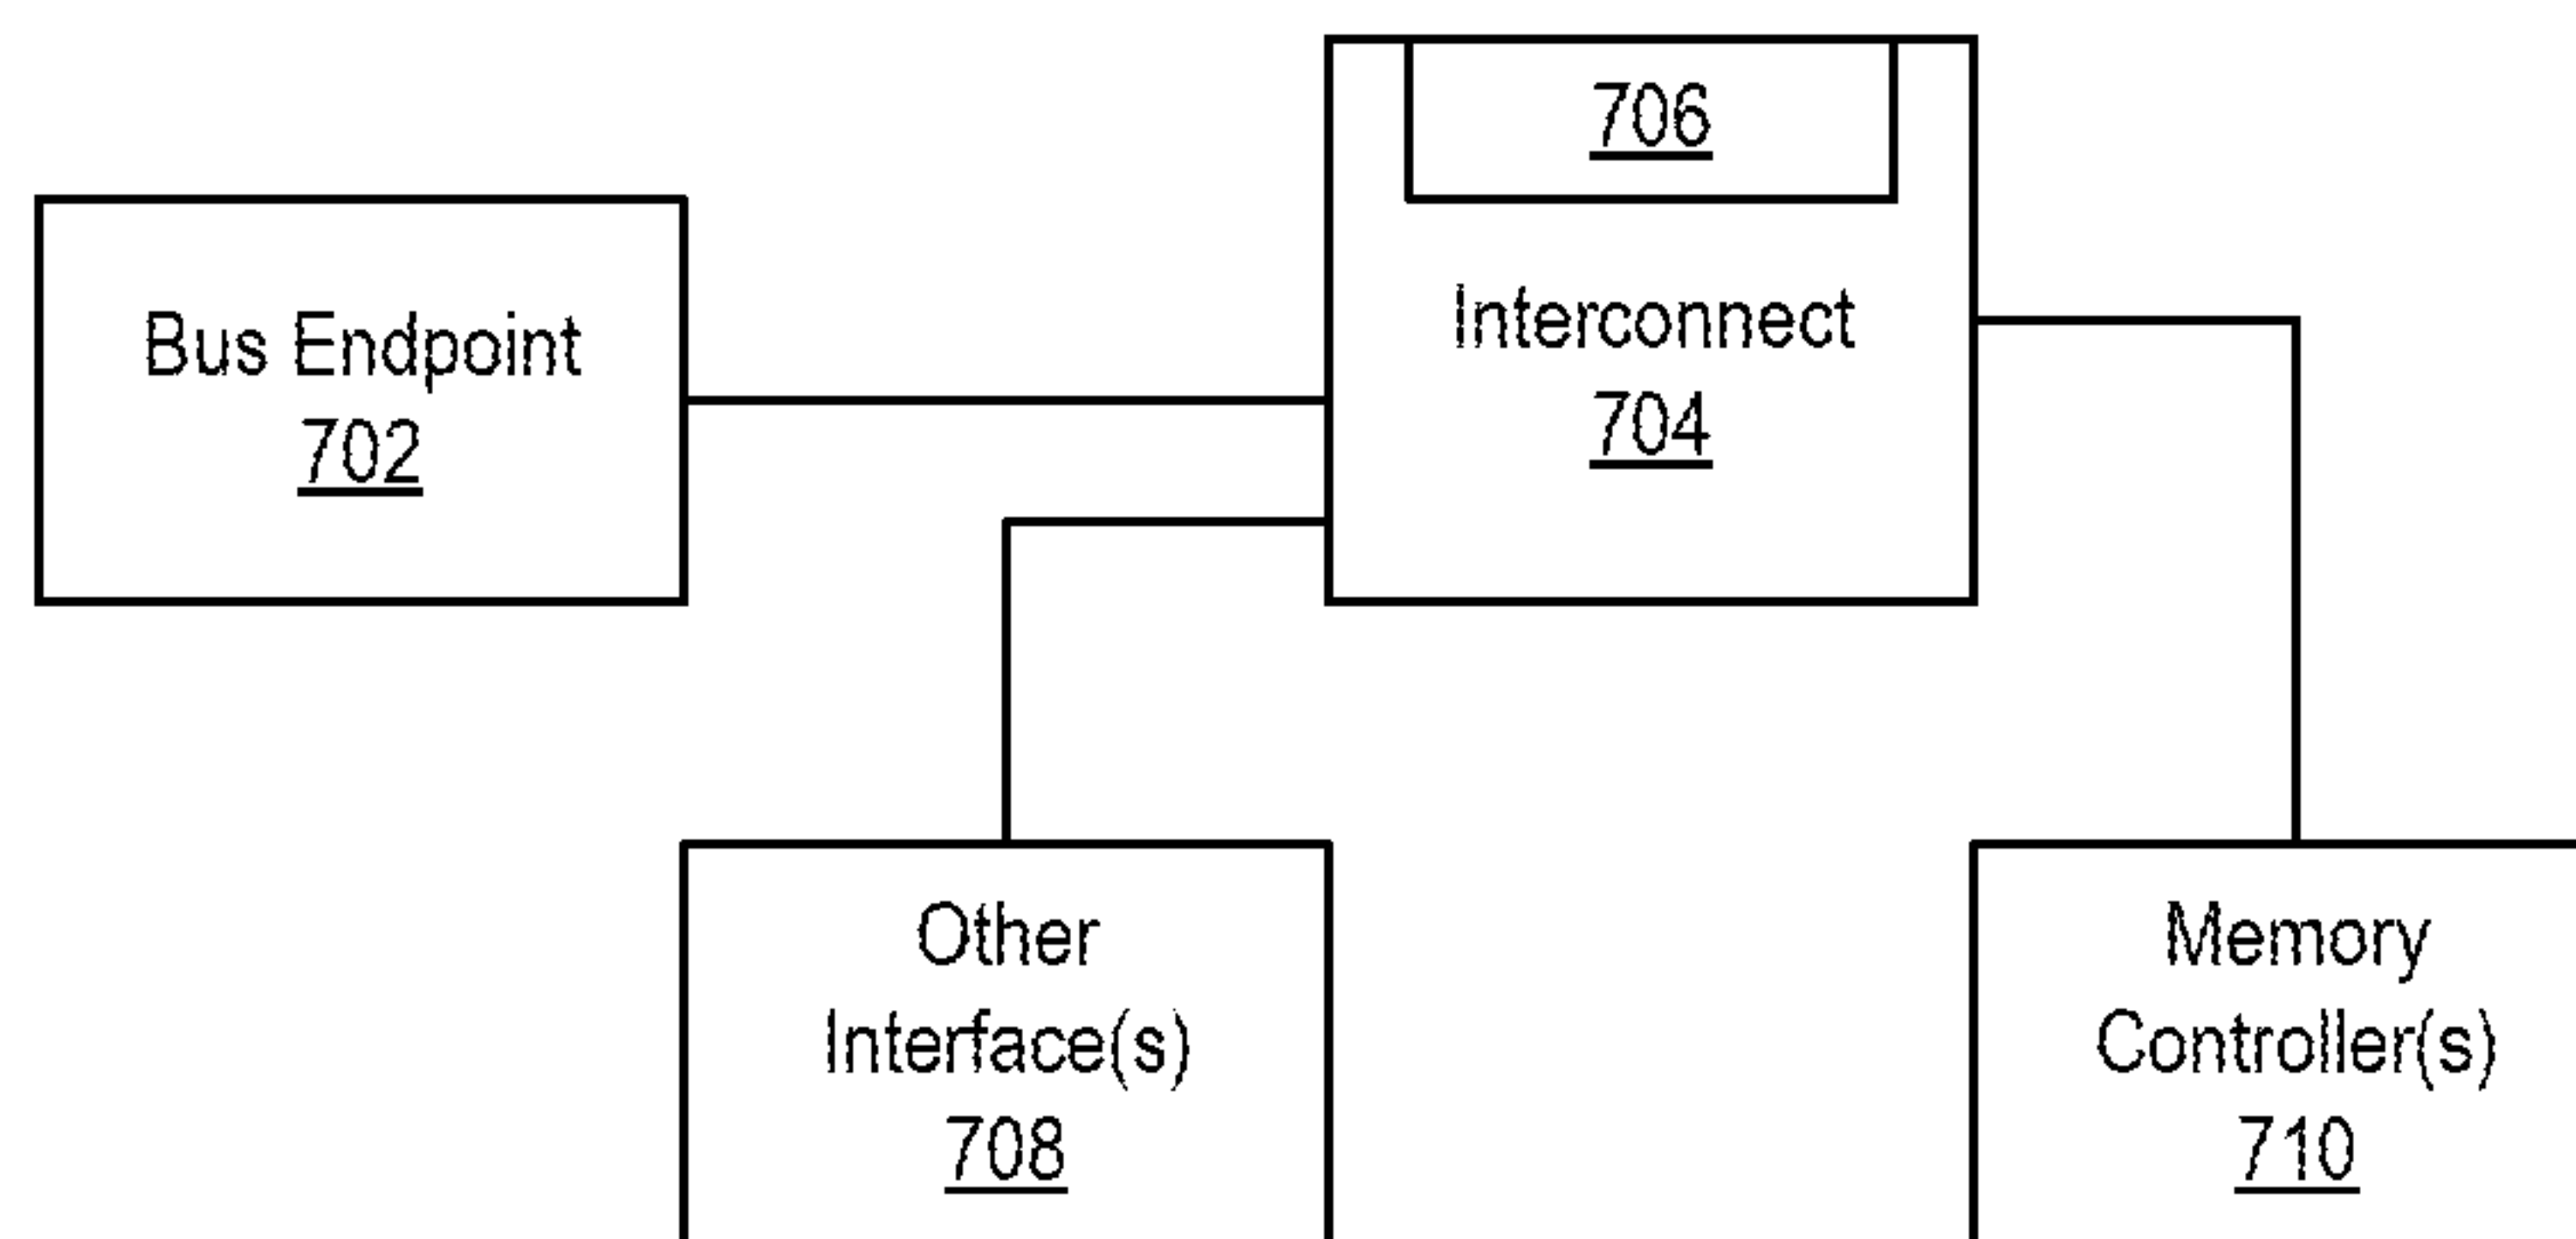 706
Interconnect
704
Bus Endpoint
702
Other
Interface(s)
708
Memory
Controller(s)
710